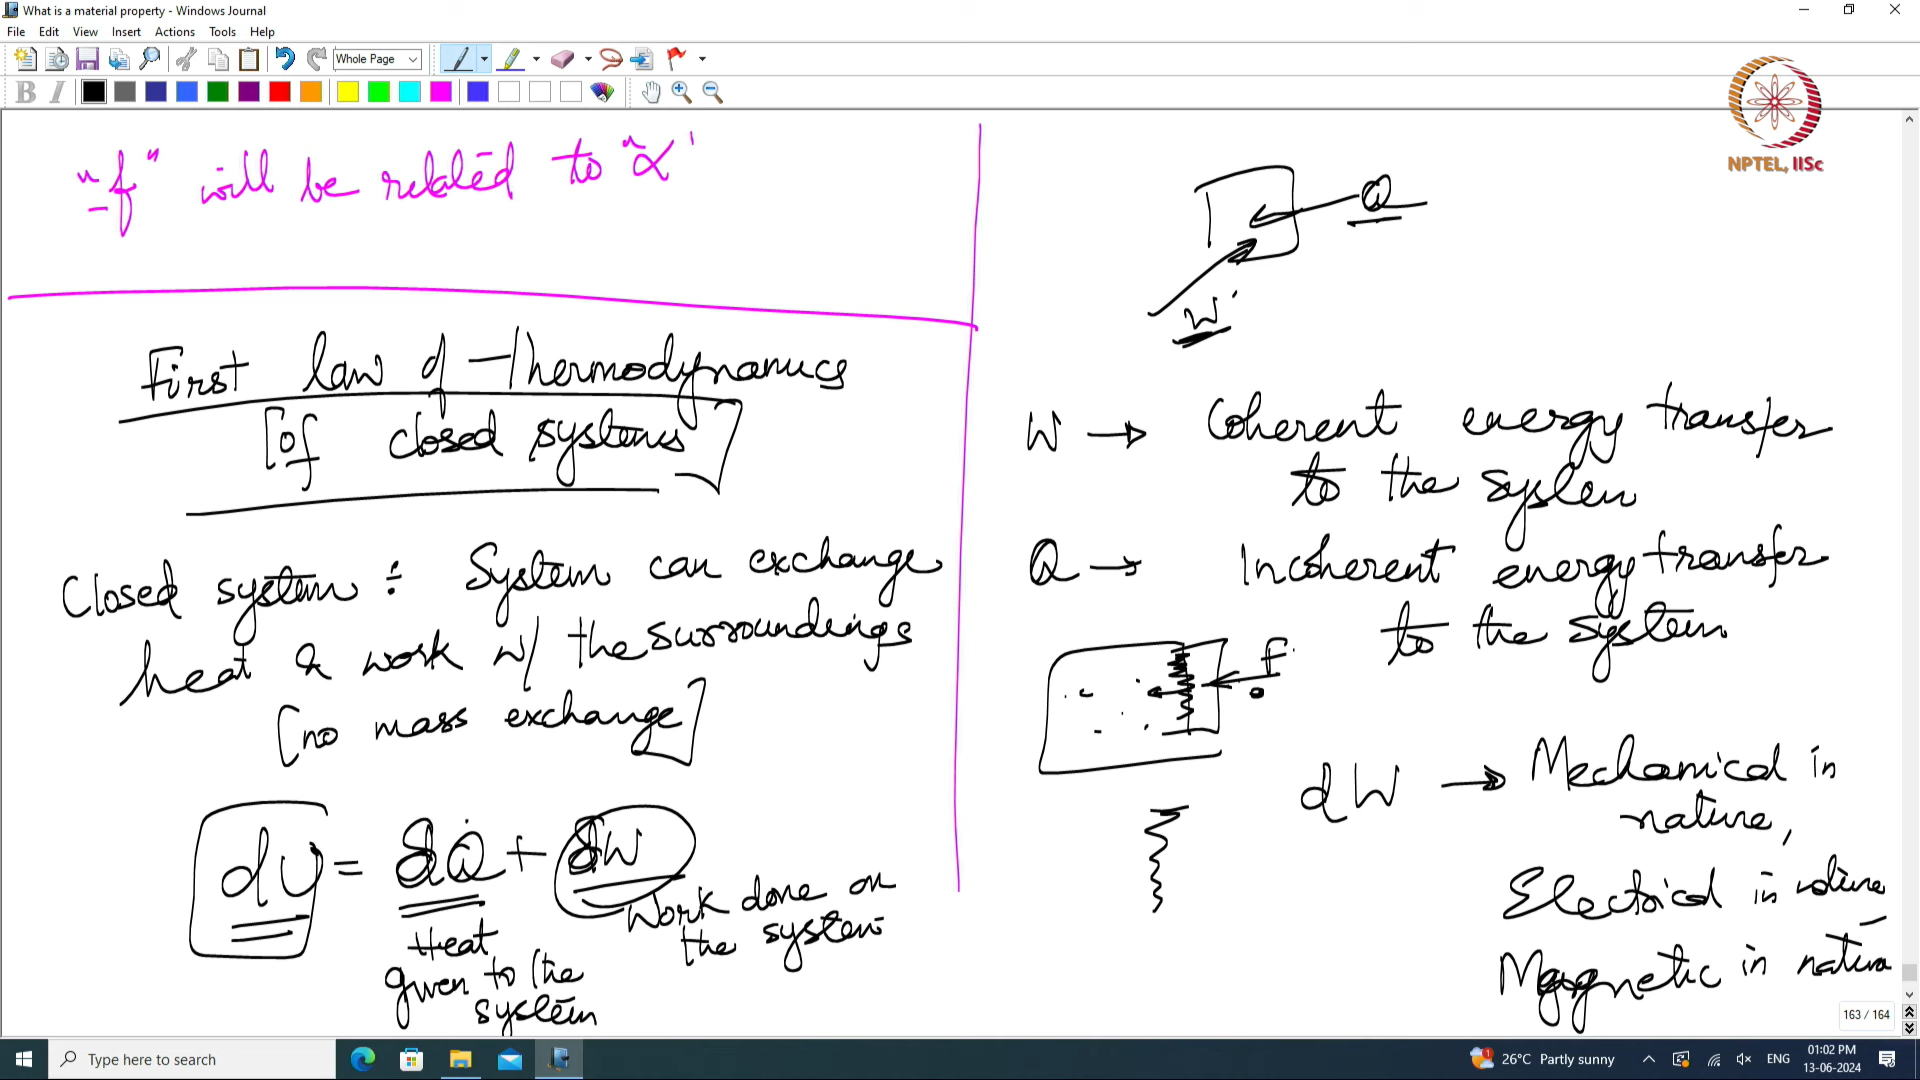 What is a material property - Windows Journal
File Edit View Insert Actions Tools Help
Whole Page
B I
NPTEL, IISc
"f" will be related to "α"
First law of Thermodynamics
[of closed systems]
Closed system : System can exchange
heat & work w/ the surroundings
[no mass exchange]
dU = δQ + δW
Heat
given to the
system
Work done on
the system
Q
W
W → Coherent energy transfer
to the system
Q → Incoherent energy transfer
to the system
F
dW → Mechanical in
nature,
Electrical in nature
Magnetic in nature
163 / 164
Type here to search
1
26°C Partly sunny
ENG
01:02 PM
13-06-2024